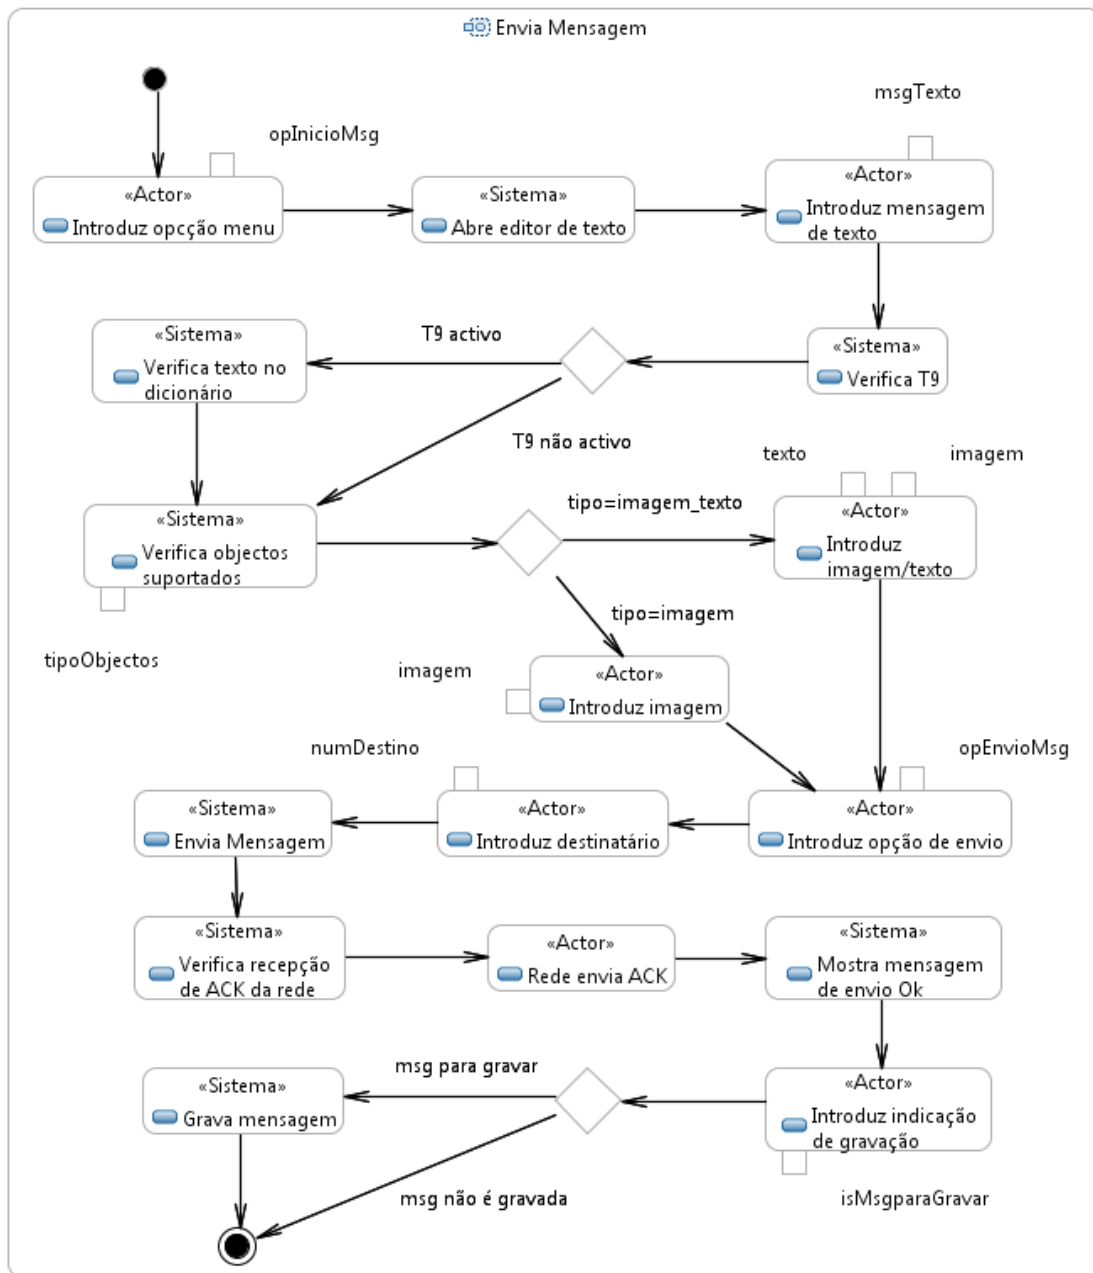 Envia Mensagem
msgTexto
opInicioMsg
«Actor»
Introduz opcção menu
«Sistema»
Abre editor de texto
«Actor»
Introduz mensagem
de texto
T9 activo
«Sistema»
Verifica texto no
dicionário
«Sistema»
Verifica T9
T9 não activo
texto
imagem
tipo=imagem_texto
«Sistema»
Verifica objectos
suportados
«Actor»
Introduz
imagem/texto
tipo=imagem
tipoObjectos
imagem
«Actor»
Introduz imagem
numDestino
opEnvioMsg
«Sistema»
Envia Mensagem
«Actor»
Introduz destinatário
«Actor»
Introduz opção de envio
«Sistema»
Verifica recepção
de ACK da rede
«Actor»
Rede envia ACK
«Sistema»
Mostra mensagem
de envio Ok
msg para gravar
«Sistema»
Grava mensagem
«Actor»
Introduz indicação
de gravação
msg não é gravada
isMsgparaGravar